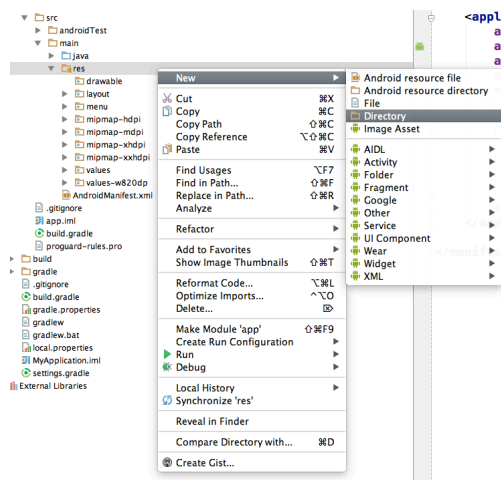 src
androidTest
main
java
res
drawable
layout
menu
mipmap-hdpi
mipmap-mdpi
mipmap-xhdpi
mipmap-xxhdpi
values
values-w820dp
AndroidManifest.xml
.gitignore
app.iml
build.gradle
proguard-rules.pro
build
gradle
.gitignore
build.gradle
gradle.properties
gradlew
gradlew.bat
local.properties
MyApplication.iml
settings.gradle
External Libraries
New
Cut ⌘X
Copy ⌘C
Copy Path ⇧⌘C
Copy Reference ⌥⇧⌘C
Paste ⌘V
Find Usages ⌥F7
Find in Path... ⇧⌘F
Replace in Path... ⇧⌘R
Analyze
Refactor
Add to Favorites
Show Image Thumbnails ⇧⌘T
Reformat Code... ⌥⌘L
Optimize Imports... ^⌥O
Delete... ⌦
Make Module 'app' ⇧⌘F9
Create Run Configuration
Run
Debug
Local History
Synchronize 'res'
Reveal in Finder
Compare Directory with... ⌘D
Create Gist...
Android resource file
Android resource directory
File
Directory
Image Asset
AIDL
Activity
Folder
Fragment
Google
Other
Service
UI Component
Wear
Widget
XML
<appl
a
a
a
</manife